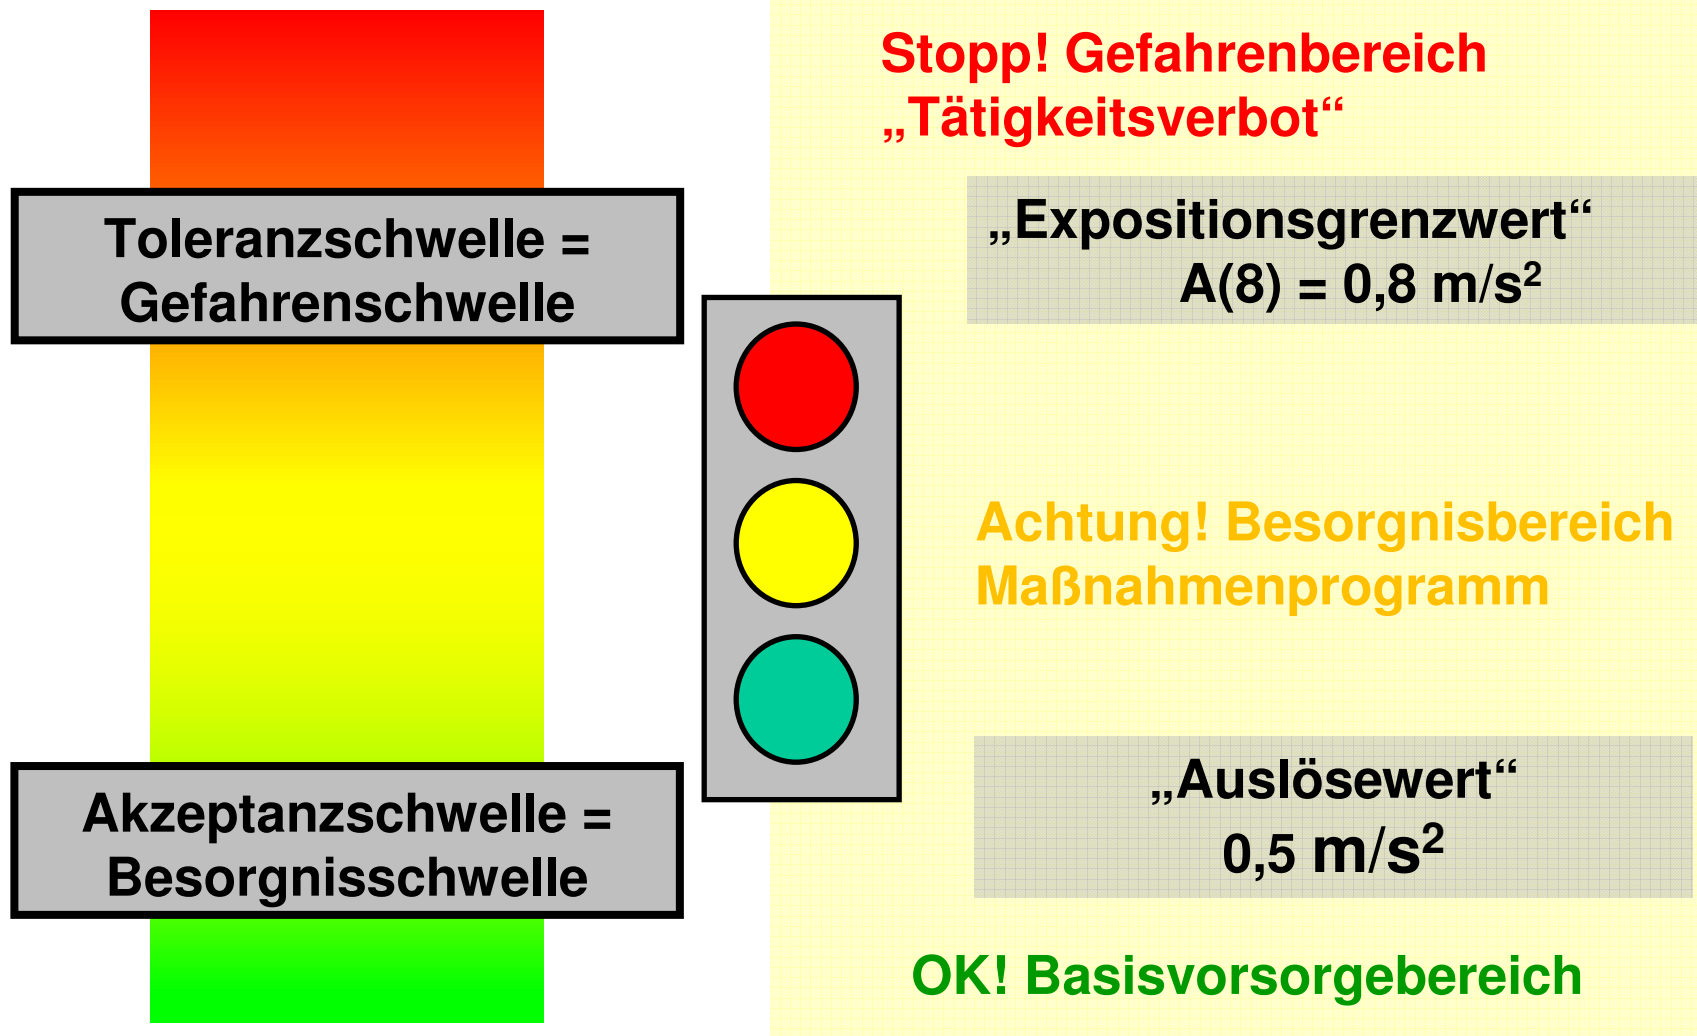 Stopp! Gefahrenbereich
„Tätigkeitsverbot“
Toleranzschwelle =
Gefahrenschwelle
„Expositionsgrenzwert“
A(8) = 0,8 m/s²
Achtung! Besorgnisbereich
Maßnahmenprogramm
Akzeptanzschwelle =
Besorgnisschwelle
„Auslösewert“
0,5 m/s²
OK! Basisvorsorgebereich